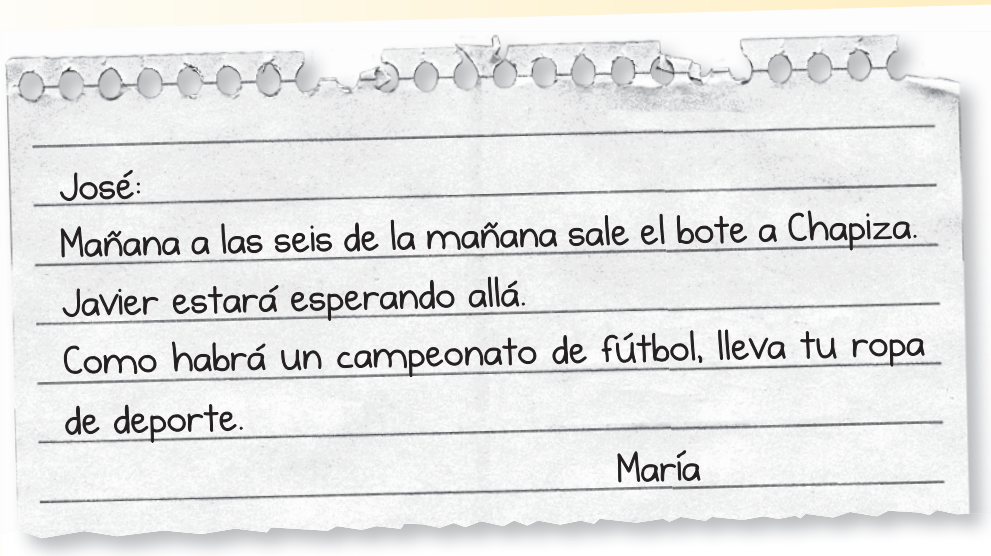 José:
Mañana a las seis de la mañana sale el bote a Chapiza.
Javier estará esperando allá.
Como habrá un campeonato de fútbol, lleva tu ropa
de deporte.
María